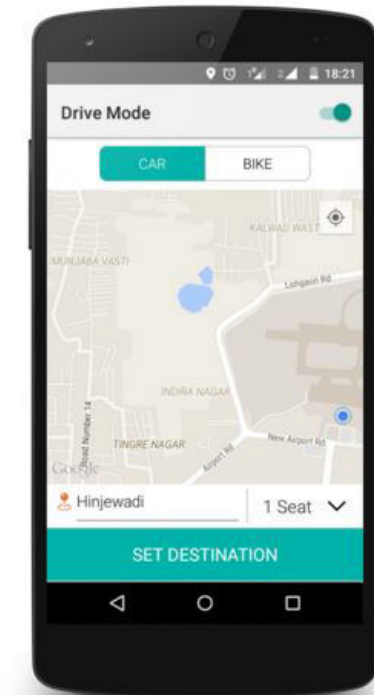 18:21
Drive Mode
CAR BIKE
KALWAD WAST
MUNJABA VASTI
Lohgaon Rd
INDIRA NAGAR
Road Number 14
TINGRE NAGAR
Airport Rd
New Airport Rd
Google
Hinjewadi 1 Seat
SET DESTINATION